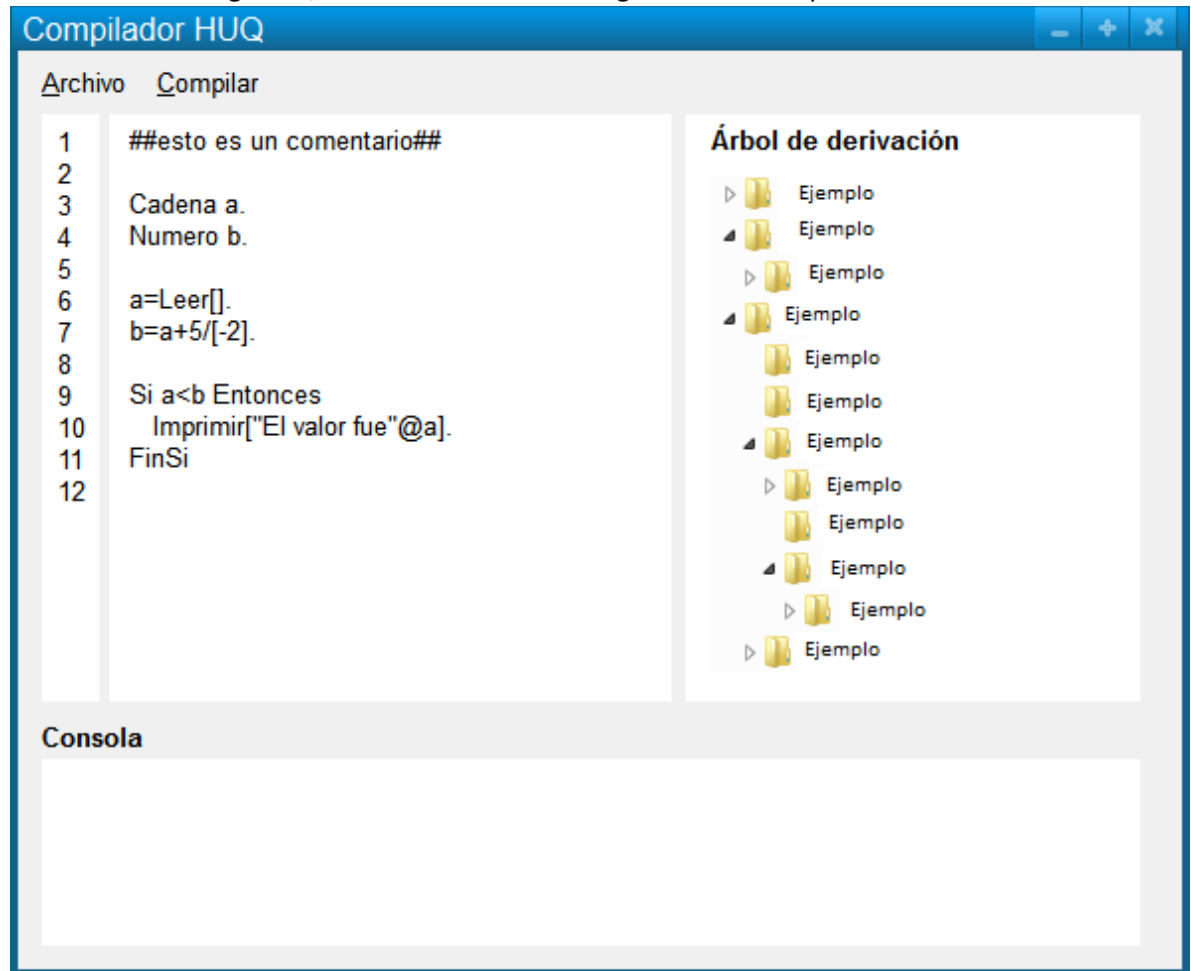 Compilador HUQ
Archivo Compilar
1 ##esto es un comentario##
2
3 Cadena a.
4 Numero b.
5
6 a=Leer[].
7 b=a+5/[-2].
8
9 Si a<b Entonces
10 Imprimir["El valor fue"@a].
11 FinSi
12
Árbol de derivación
Ejemplo
Ejemplo
Ejemplo
Ejemplo
Ejemplo
Ejemplo
Ejemplo
Ejemplo
Ejemplo
Ejemplo
Ejemplo
Ejemplo
Consola